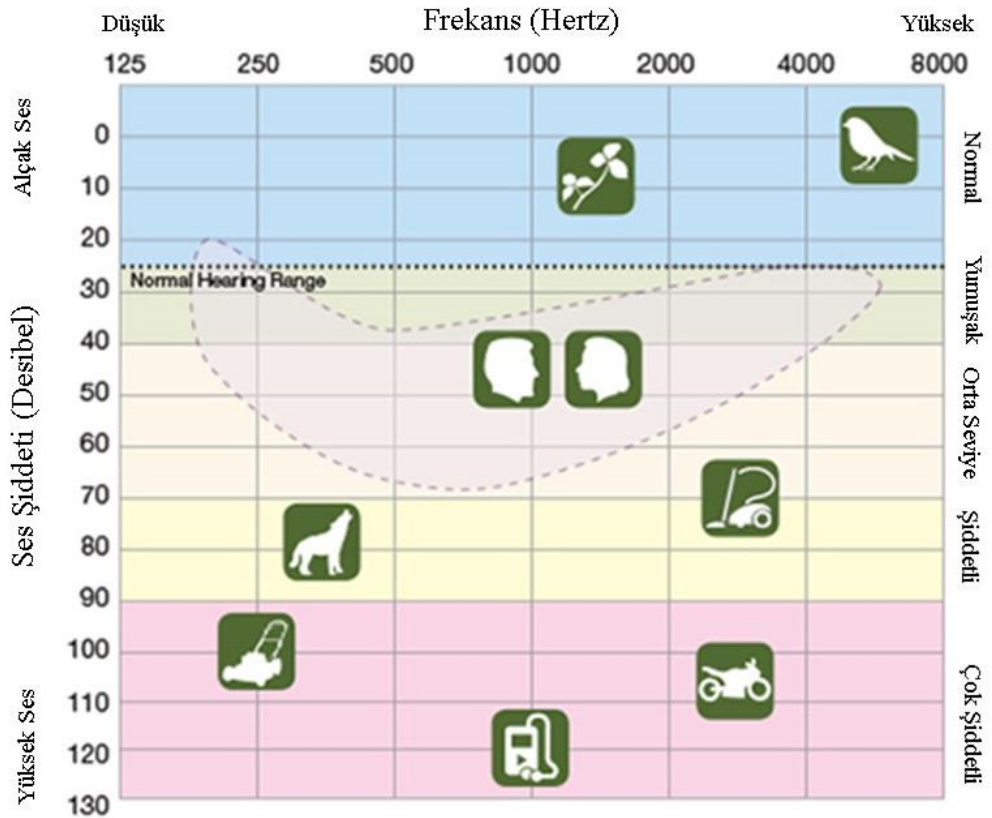 Düşük Frekans (Hertz) Yüksek
125 250 500 1000 2000 4000 8000
Alçak Ses
Ses Şiddeti (Desibel)
Yüksek Ses
0
10
20
30
40
50
60
70
80
90
100
110
120
130
Normal Hearing Range
Normal
Yumuşak
Orta Seviye
Şiddetli
Çok Şiddetli